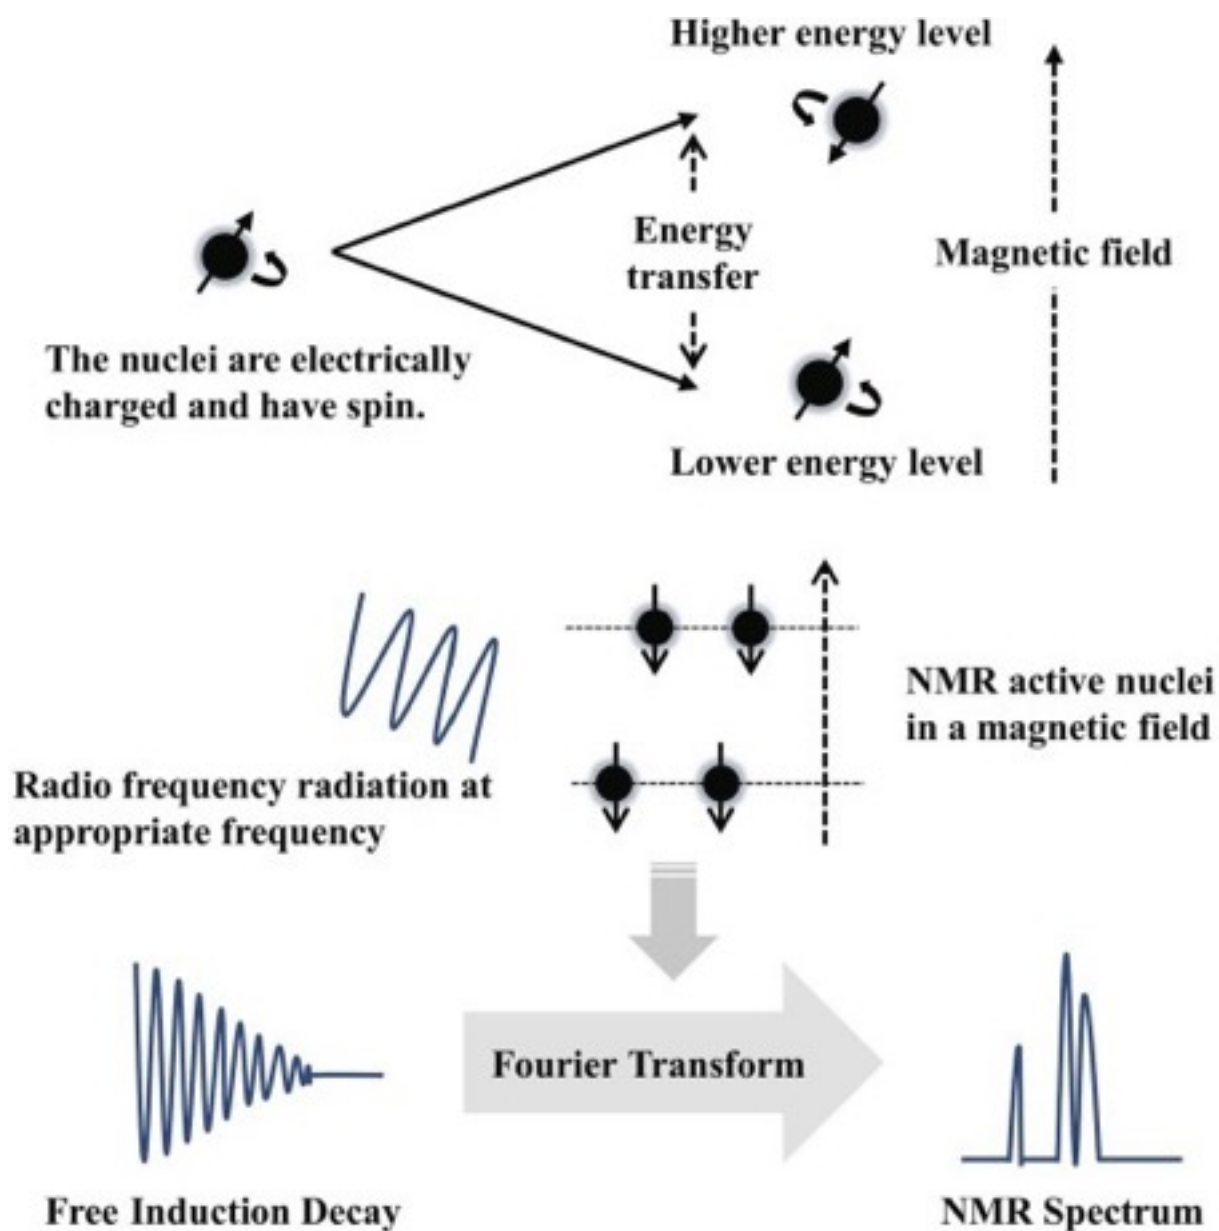 Higher energy level
Energy
transfer
Magnetic field
The nuclei are electrically
charged and have spin.
Lower energy level
NMR active nuclei
in a magnetic field
Radio frequency radiation at
appropriate frequency
Fourier Transform
Free Induction Decay
NMR Spectrum